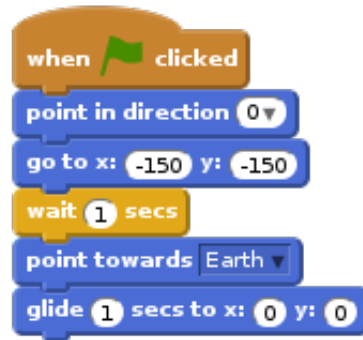 when clicked
point in direction 0
go to x: -150 y: -150
wait 1 secs
point towards Earth
glide 1 secs to x: 0 y: 0